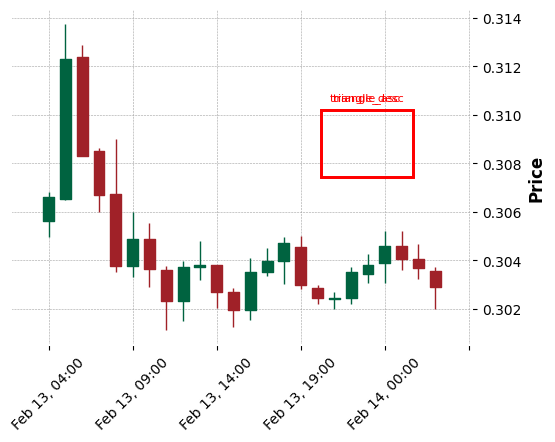 0.314
0.312
0.310
triangle_desc
0.308
0.306
0.304
0.302
Price
Feb 13, 04:00
Feb 13, 09:00
Feb 13, 14:00
Feb 13, 19:00
Feb 14, 00:00